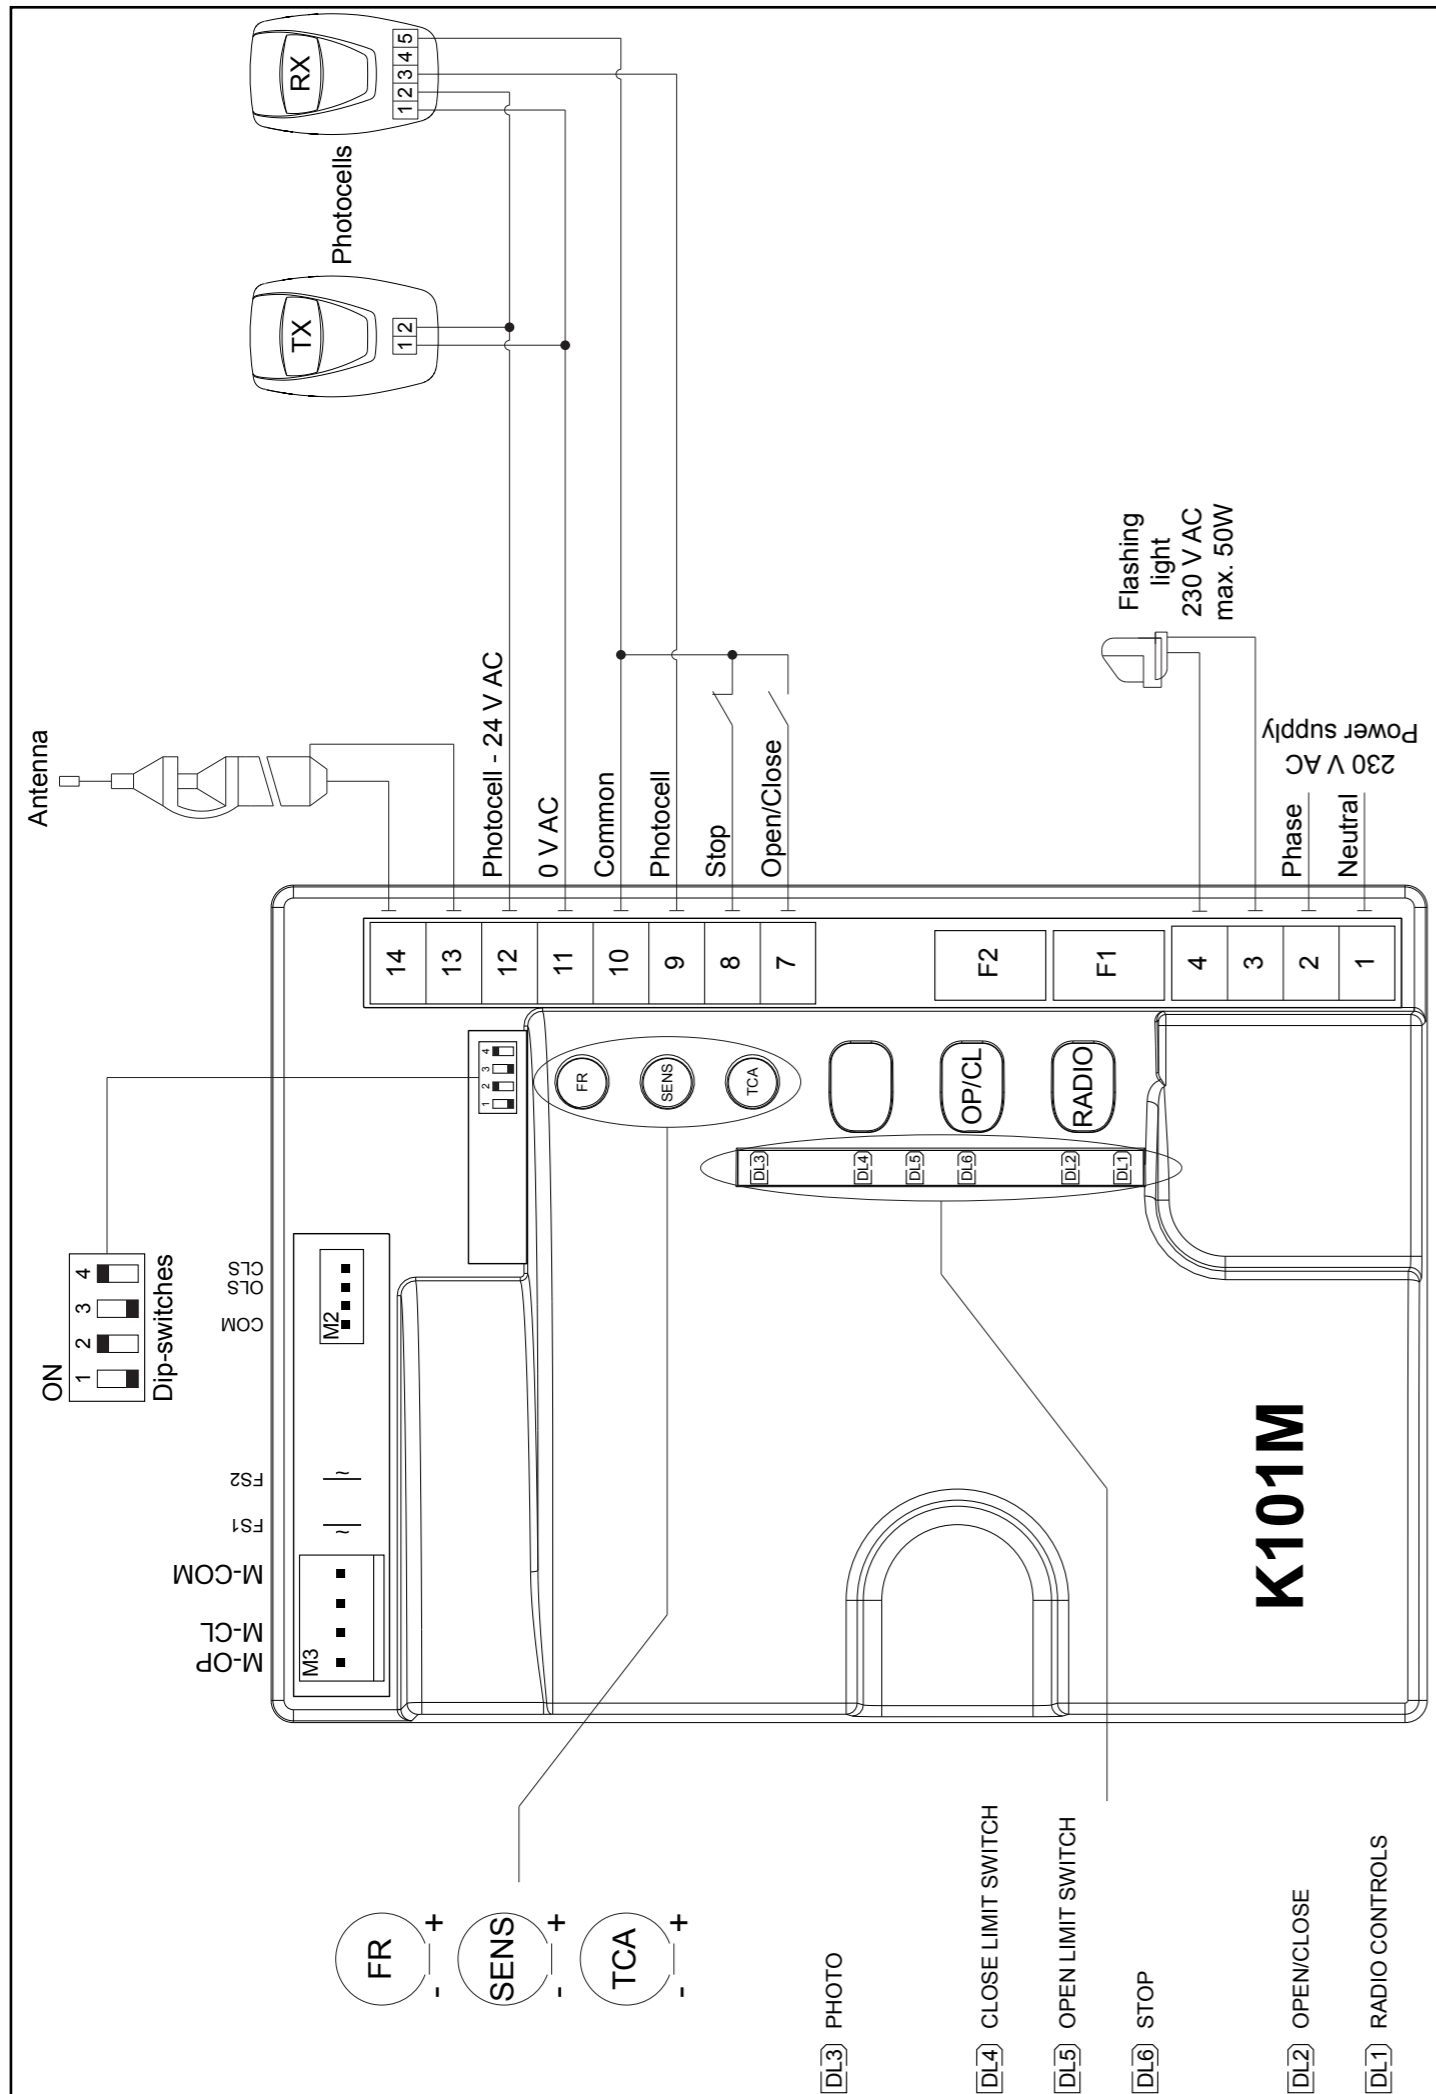 RX
1 2 3 4 5
Photocells
TX
1 2
Antenna
Photocell - 24 V AC
0 V AC
Common
Photocell
Stop
Open/Close
Flashing
light
230 V AC
max. 50W
Power supply
230 V AC
Phase
Neutral
14
13
12
11
10
9
8
7
F2
F1
4
3
2
1
1 2 3 4
FR
SENS
TCA
OP/CL
RADIO
DL3
DL4
DL5
DL6
DL2
DL1
ON
1 2 3 4
Dip-switches
CLS
OLS
COM
M2
FS2
FS1
~
~
M-COM
M-CL
M-OP
M3
K101M
FR
- +
SENS
- +
TCA
- +
DL3 PHOTO
DL4 CLOSE LIMIT SWITCH
DL5 OPEN LIMIT SWITCH
DL6 STOP
DL2 OPEN/CLOSE
DL1 RADIO CONTROLS